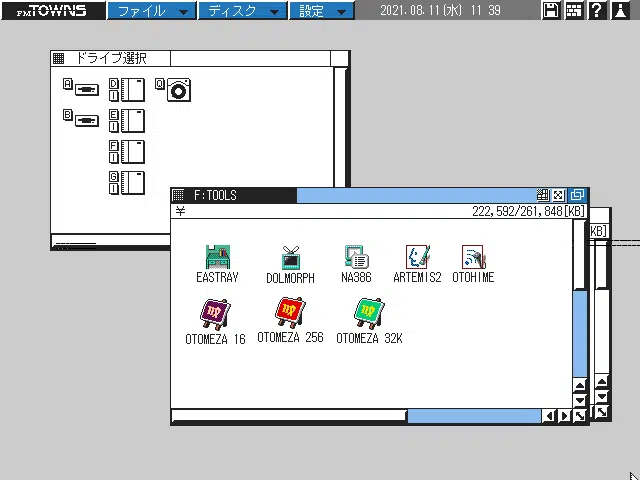 FM TOWNS ファイル ディスク 設定 2021.08.11(水) 11 39 ?
ドライブ選択
A D Q
I
B E
I
F
I
G
I
F:TOOLS
¥ 222,592/261,848[KB]
KB]
EASTRAY DOLMORPH NA386 ARTEMIS2 OTOHIME
OTOMEZA 16 OTOMEZA 256 OTOMEZA 32K